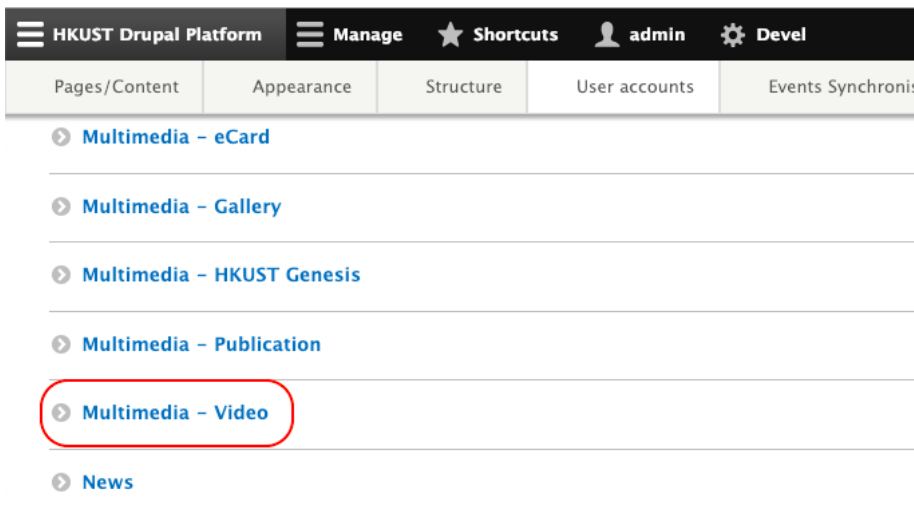 HKUST Drupal Platform Manage Shortcuts admin Devel
Pages/Content Appearance Structure User accounts Events Synchronis
Multimedia – eCard
Multimedia – Gallery
Multimedia – HKUST Genesis
Multimedia – Publication
Multimedia – Video
News